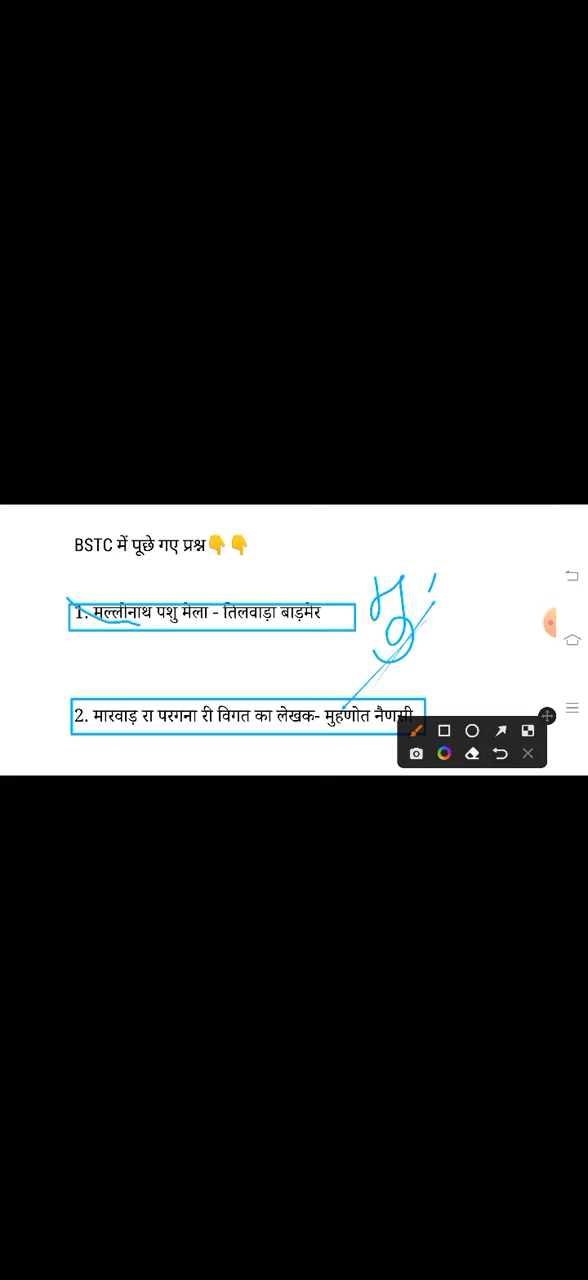 BSTC में पूछे गए प्रश्न👇👇
1. मल्लीनाथ पशु मेला - तिलवाड़ा बाड़मेर
2. मारवाड़ रा परगना री विगत का लेखक- मुहणोत नैणसी